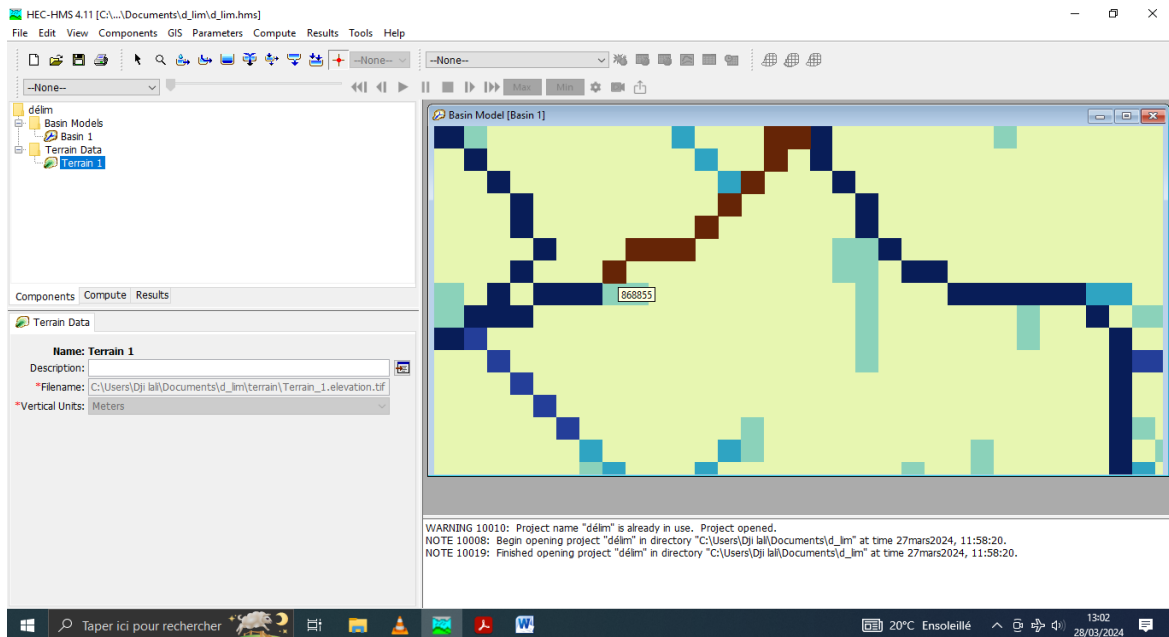 HEC-HMS 4.11 [C:\...\Documents\d_lim\d_lim.hms]
File Edit View Components GIS Parameters Compute Results Tools Help
--None-- --None--
--None-- Max Min
délim
Basin Models
Basin 1
Terrain Data
Terrain 1
Components Compute Results
Terrain Data
Name: Terrain 1
Description:
*Filename: C:\Users\Dji lali\Documents\d_lim\terrain\Terrain_1.elevation.tif
*Vertical Units: Meters
Basin Model [Basin 1]
868855
WARNING 10010: Project name "délim" is already in use. Project opened.
NOTE 10008: Begin opening project "délim" in directory "C:\Users\Dji lali\Documents\d_lim" at time 27mars2024, 11:58:20.
NOTE 10019: Finished opening project "délim" in directory "C:\Users\Dji lali\Documents\d_lim" at time 27mars2024, 11:58:20.
Taper ici pour rechercher
20°C Ensoleillé
13:02
28/03/2024